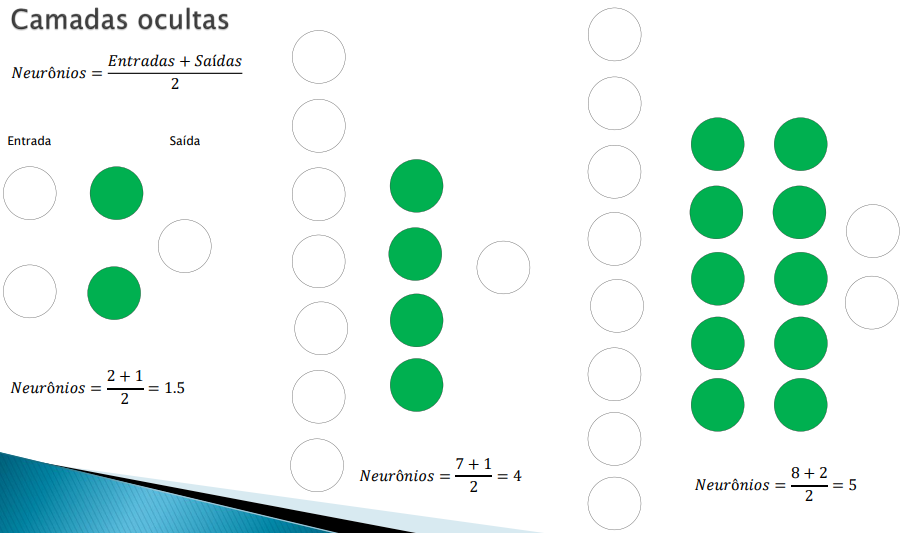 Camadas ocultas
Neurônios = (Entradas + Saídas) / 2
Entrada Saída
Neurônios = (2 + 1) / 2 = 1.5
Neurônios = (7 + 1) / 2 = 4
Neurônios = (8 + 2) / 2 = 5